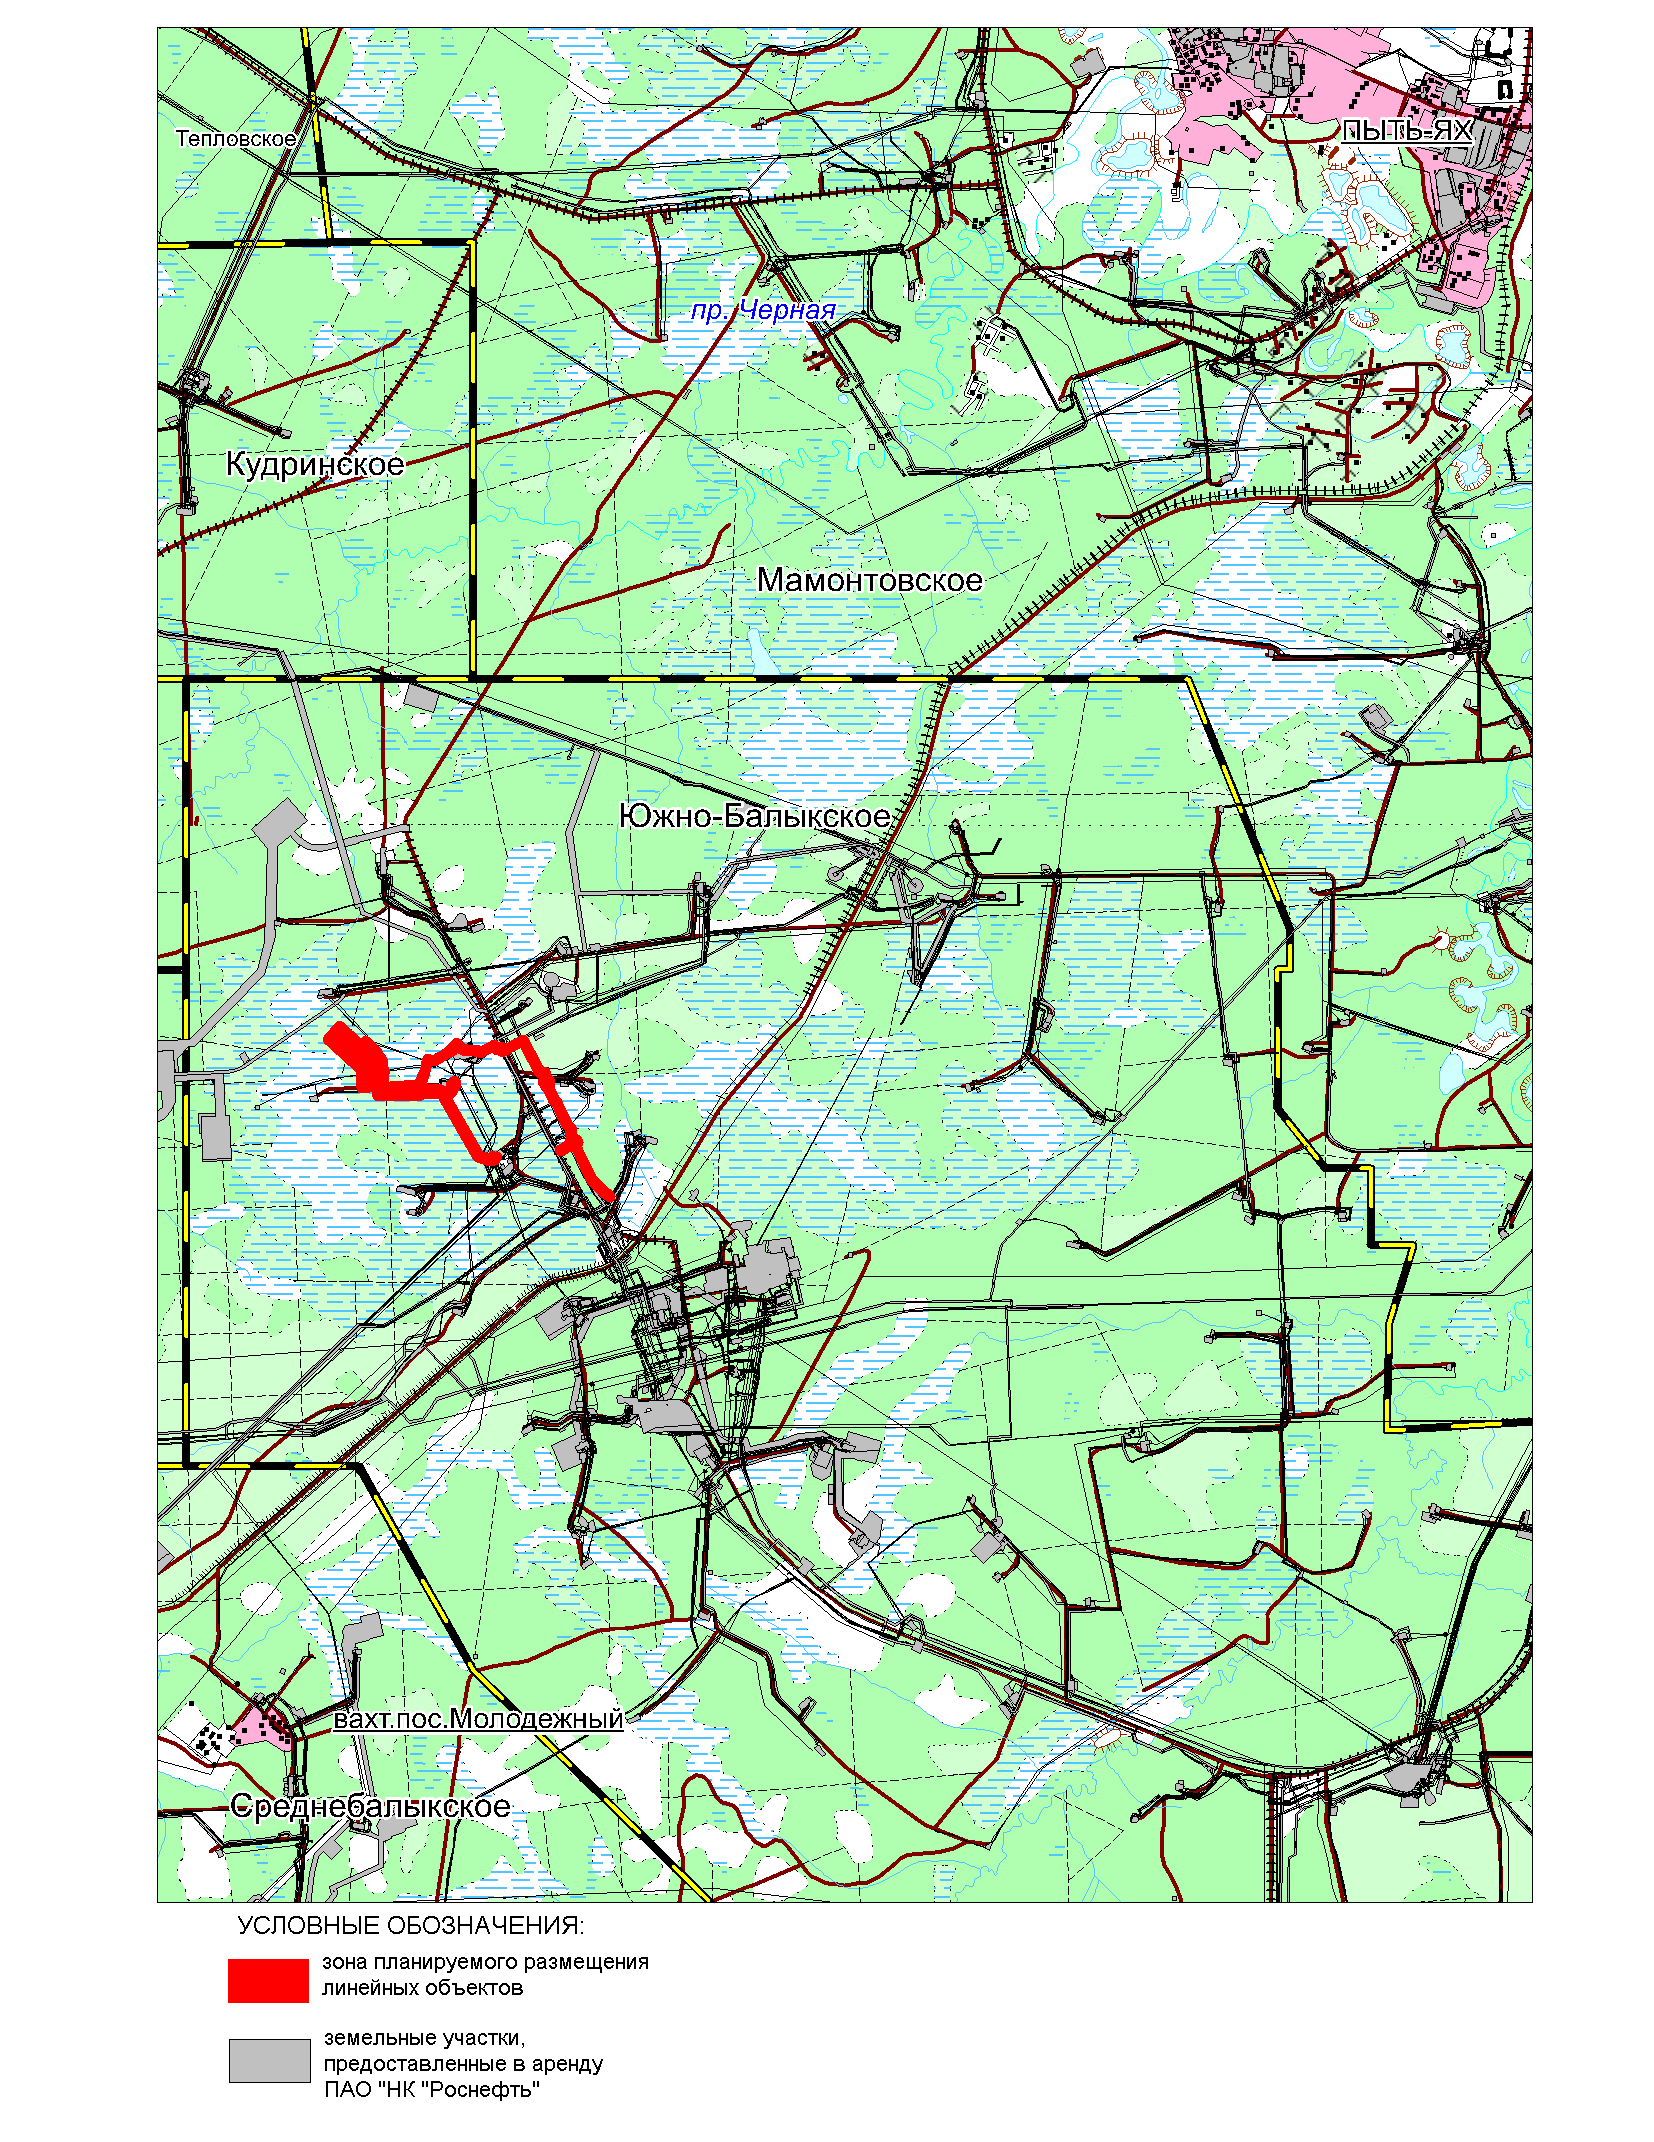 ПЫТЬ-ЯХ
Тепловское
пр. Черная
Кудринское
Мамонтовское
Южно-Балыкское
вахт.пос.Молодежный
Среднебалыкское
УСЛОВНЫЕ ОБОЗНАЧЕНИЯ:
зона планируемого размещения
линейных объектов
земельные участки,
предоставленные в аренду
ПАО "НК "Роснефть"